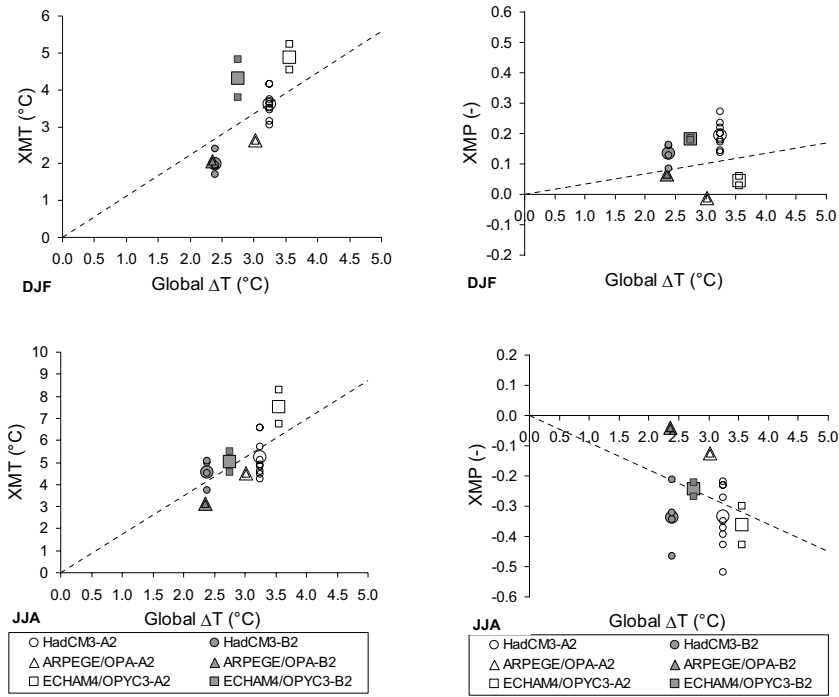 6
5
4
3
2
1
0
XMT (°C)
0.0 0.5 1.0 1.5 2.0 2.5 3.0 3.5 4.0 4.5 5.0
DJF
Global ΔT (°C)
0.6
0.5
0.4
0.3
0.2
0.1
0.0
-0.1
-0.2
XMP (-)
0.0 0.5 1.0 1.5 2.0 2.5 3.0 3.5 4.0 4.5 5.0
DJF
Global ΔT (°C)
10
9
8
7
6
5
4
3
2
1
0
XMT (°C)
0.0 0.5 1.0 1.5 2.0 2.5 3.0 3.5 4.0 4.5 5.0
JJA
Global ΔT (°C)
HadCM3-A2 HadCM3-B2
ARPEGE/OPA-A2 ARPEGE/OPA-B2
ECHAM4/OPYC3-A2 ECHAM4/OPYC3-B2
0.2
0.1
0.0
-0.1
-0.2
-0.3
-0.4
-0.5
-0.6
XMP (-)
0.0 0.5 1.0 1.5 2.0 2.5 3.0 3.5 4.0 4.5 5.0
JJA
Global ΔT (°C)
HadCM3-A2 HadCM3-B2
ARPEGE/OPA-A2 ARPEGE/OPA-B2
ECHAM4/OPYC3-A2 ECHAM4/OPYC3-B2